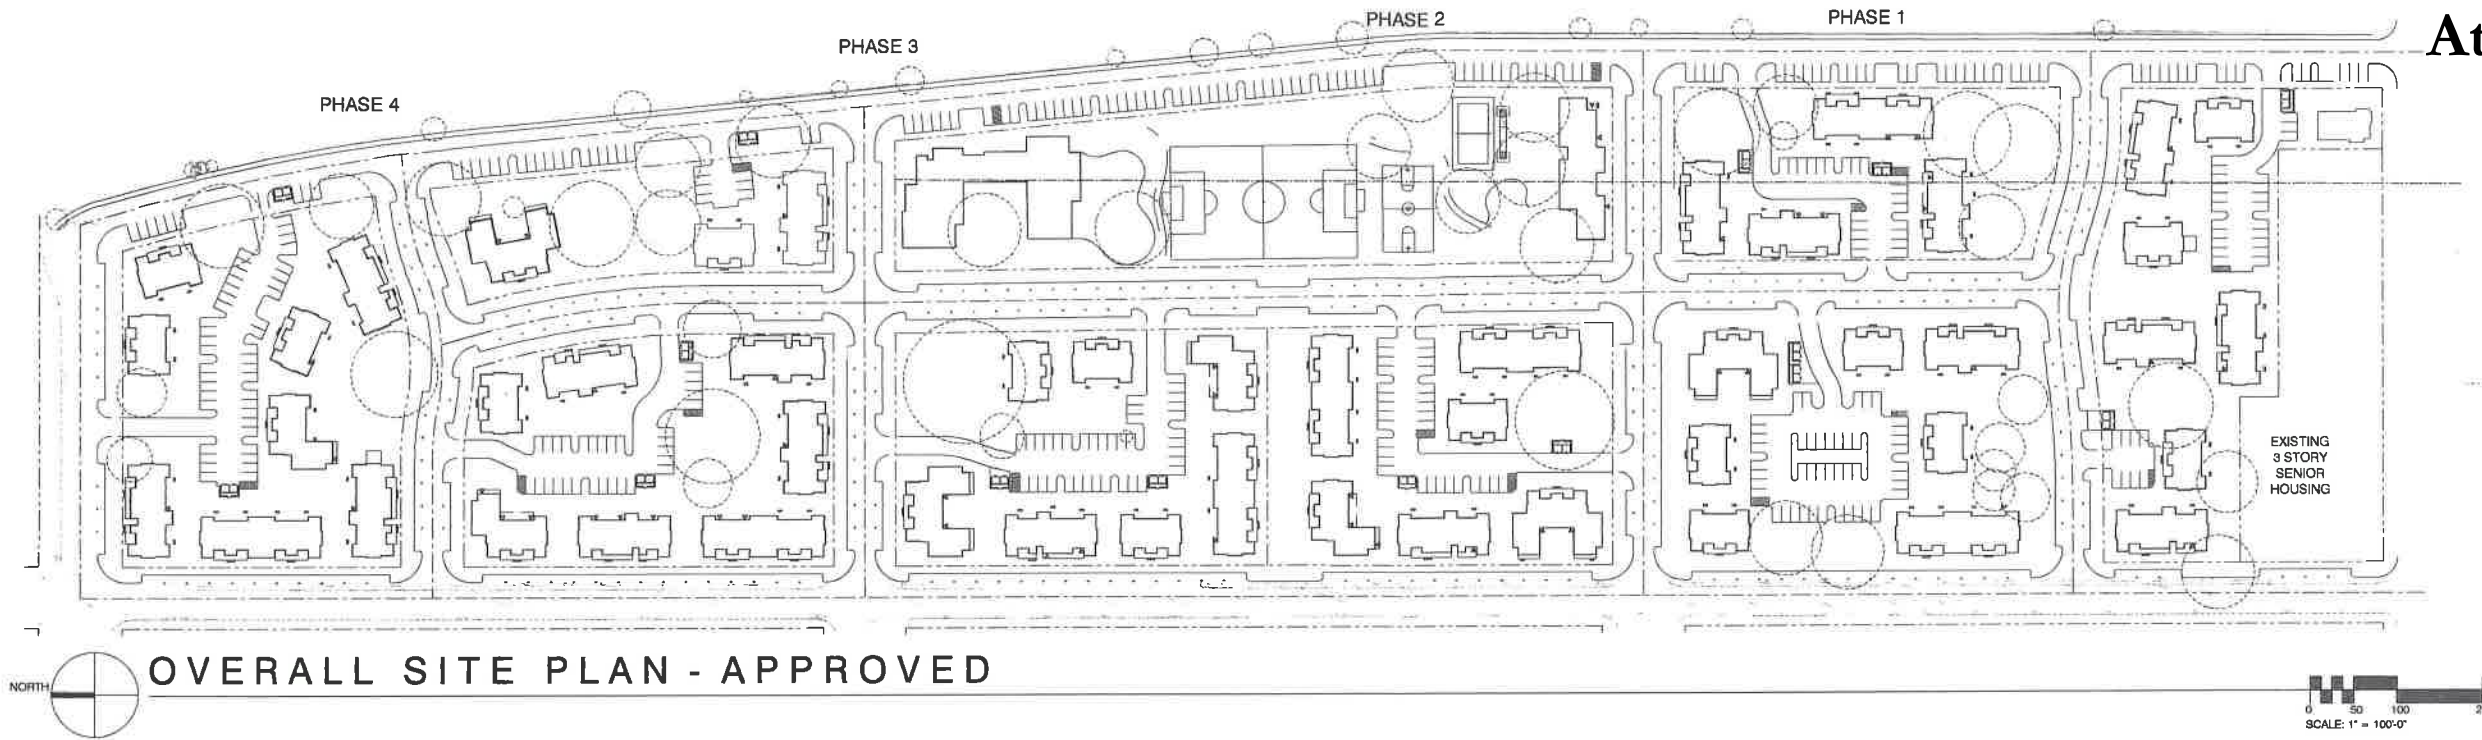 PHASE 4
PHASE 3
PHASE 2
PHASE 1
At
EXISTING
3 STORY
SENIOR
HOUSING
NORTH
OVERALL SITE PLAN - APPROVED
0 50 100 2
SCALE: 1" = 100'-0"